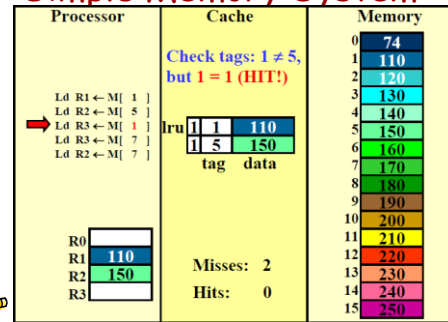 Simple Memory System
Processor
Ld R1 ← M[ 1 ]
Ld R2 ← M[ 5 ]
Ld R3 ← M[ 1 ]
Ld R3 ← M[ 7 ]
Ld R2 ← M[ 7 ]
R0
R1 110
R2 150
R3
Cache
Check tags: 1 ≠ 5,
but 1 = 1 (HIT!)
lru 1 1 110
1 5 150
tag data
Misses: 2
Hits: 0
Memory
0 74
1 110
2 120
3 130
4 140
5 150
6 160
7 170
8 180
9 190
10 200
11 210
12 220
13 230
14 240
15 250